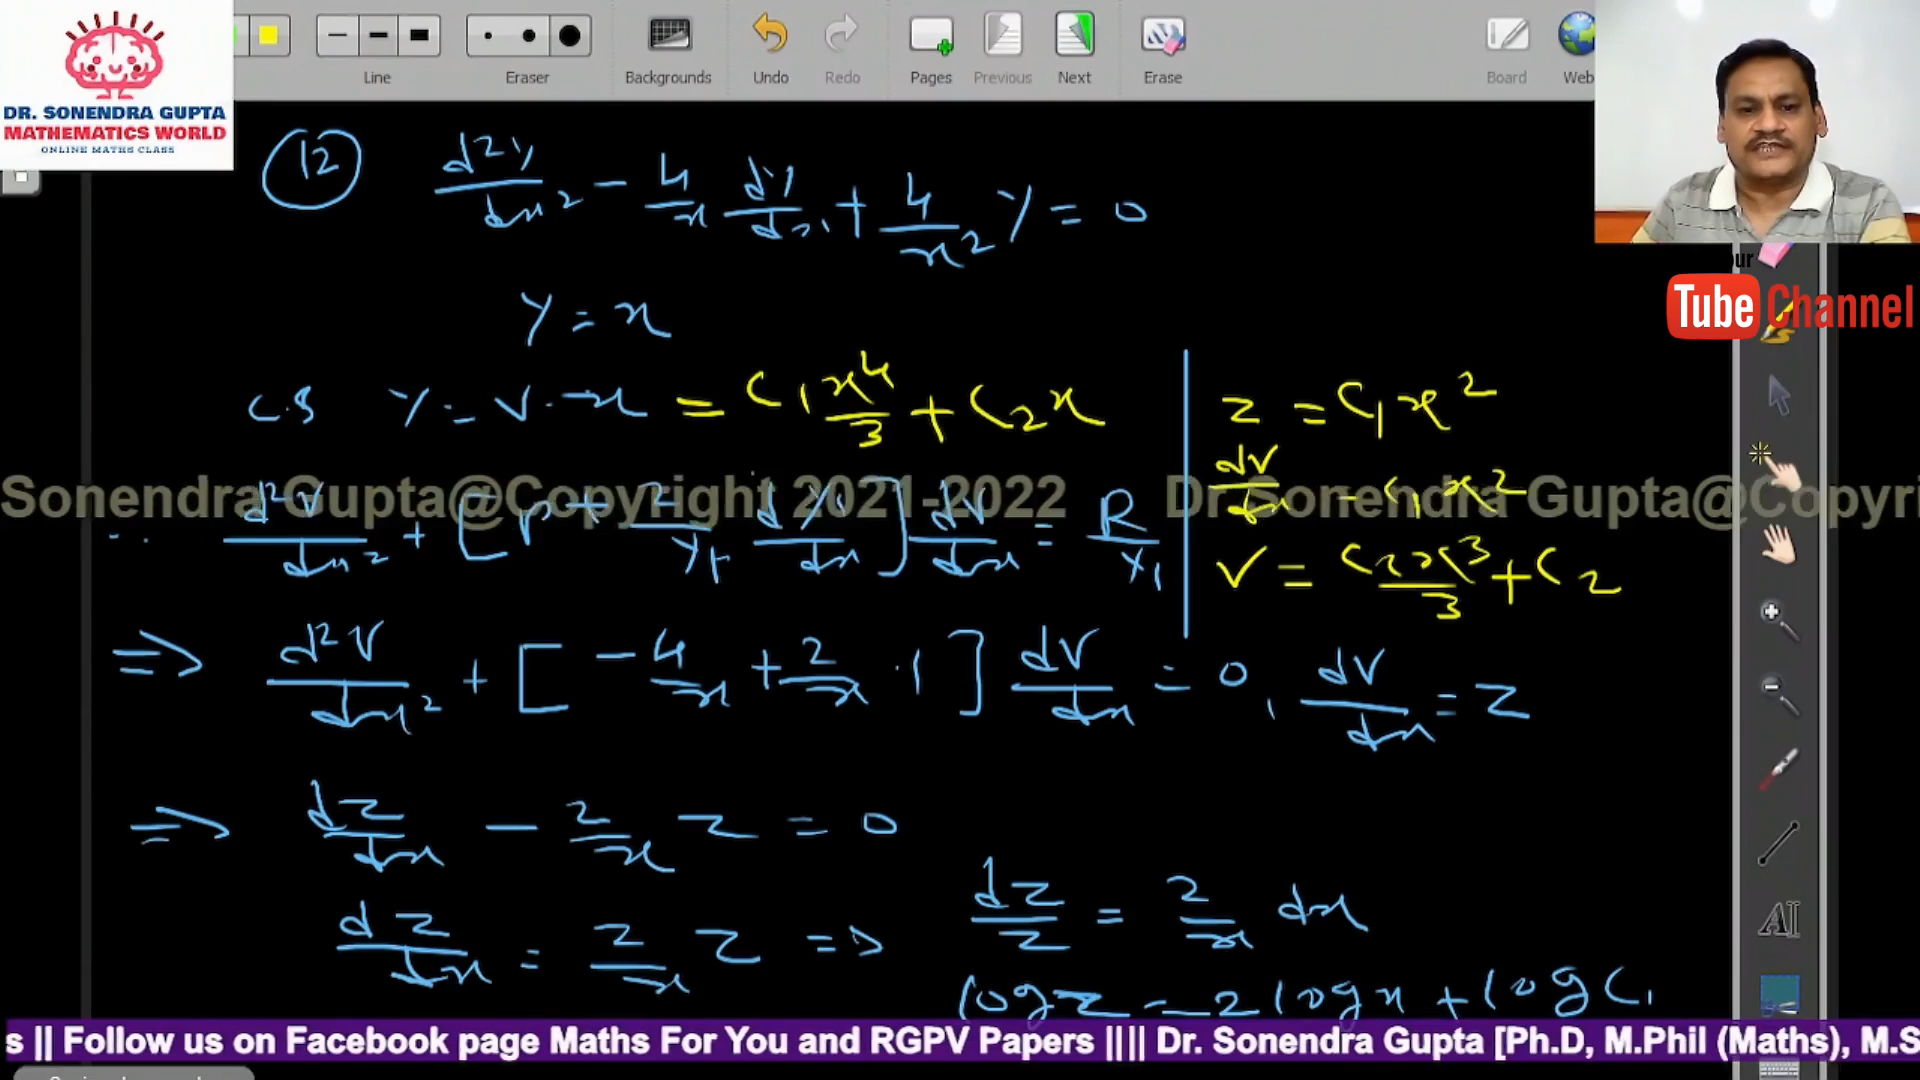 Line
Eraser
Backgrounds
Undo
Redo
Pages
Previous
Next
Erase
Board
Web
DR. SONENDRA GUPTA
MATHEMATICS WORLD
ONLINE MATHS CLASS
our
Tube Channel
(12) d²y/dx² - 4/x dy/dx + 4/x² y = 0
y = x
C.S y = v·x = C₁x⁴/3 + C₂x
z = C₁x²
dv/dx = C₁x²
Sonendra Gupta@Copyright 2021-2022
Dr.Sonendra Gupta@Copyri
∴ d²v/dx² + [P + 2/y₁ dy₁/dx] dv/dx = R/y₁
v = C₁x³/3 + C₂
=> d²v/dx² + [-4/x + 2/x ·1] dv/dx = 0, dv/dx = z
=> dz/dx - 2/x z = 0
dz/dx = 2/x z =>
dz/z = 2/x dx
log z = 2 log x + log C₁
AI
s || Follow us on Facebook page Maths For You and RGPV Papers |||| Dr. Sonendra Gupta [Ph.D, M.Phil (Maths), M.S